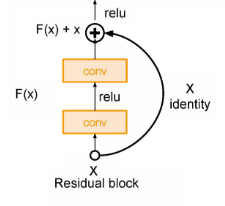 relu
F(x) + x
conv
F(x)
relu
X
identity
conv
X
Residual block